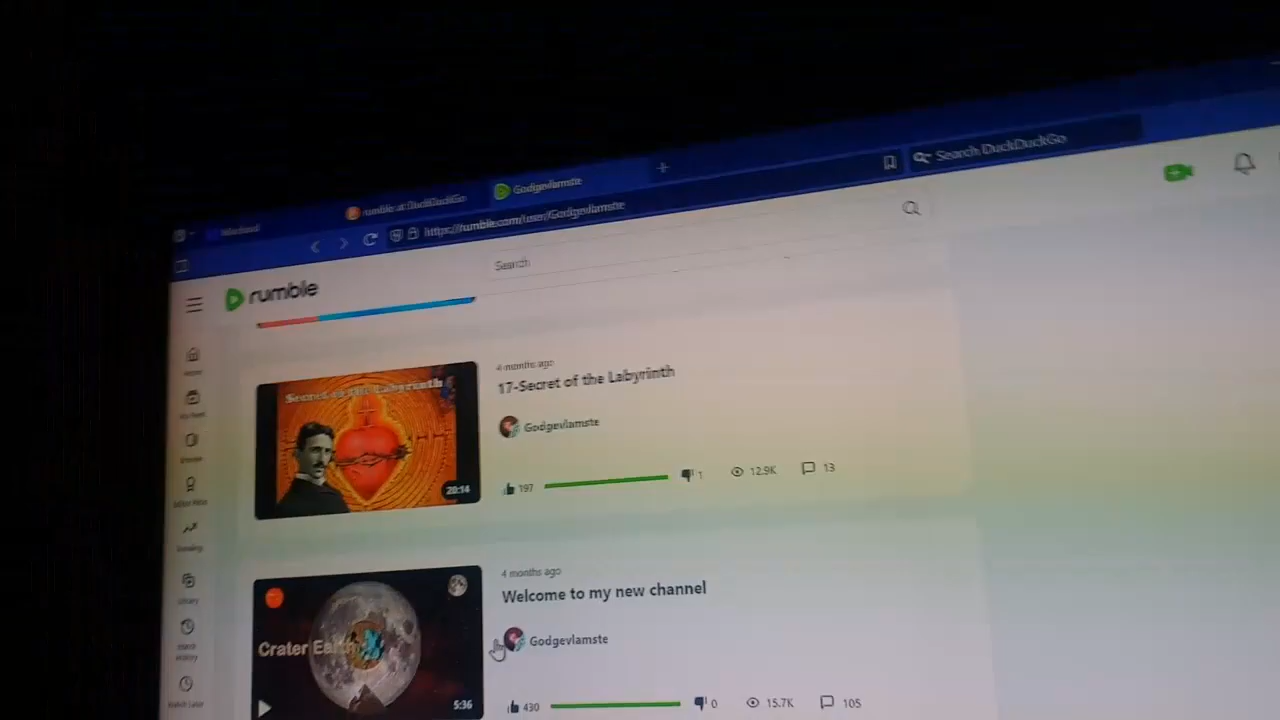 rumble at DuckDuckGo
Godgevlamste
https://rumble.com/user/Godgevlamste
Search DuckDuckGo
rumble
Search
4 months ago
17-Secret of the Labyrinth
Godgevlamste
197
1
12.9K
13
Secret of the Labyrinth
20:14
4 months ago
Welcome to my new channel
Godgevlamste
430
0
15.7K
105
Crater Earth
5:36